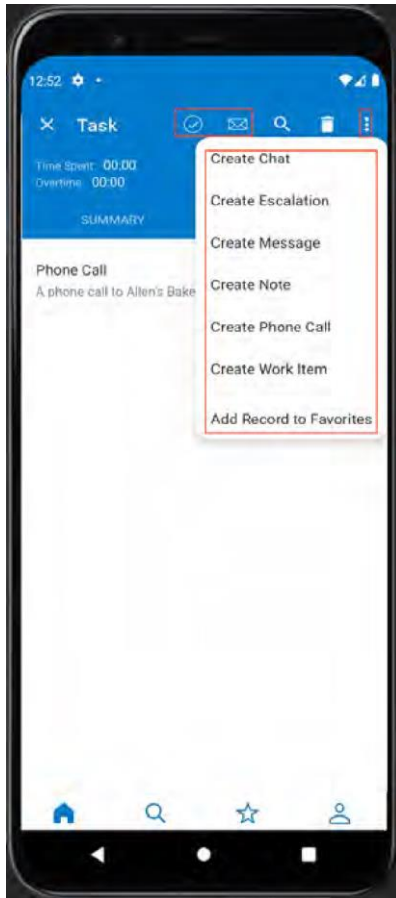 12:52
Task
Time Spent: 00:00
Overtime: 00:00
SUMMARY
Phone Call
A phone call to Allen's Bake
Create Chat
Create Escalation
Create Message
Create Note
Create Phone Call
Create Work Item
Add Record to Favorites